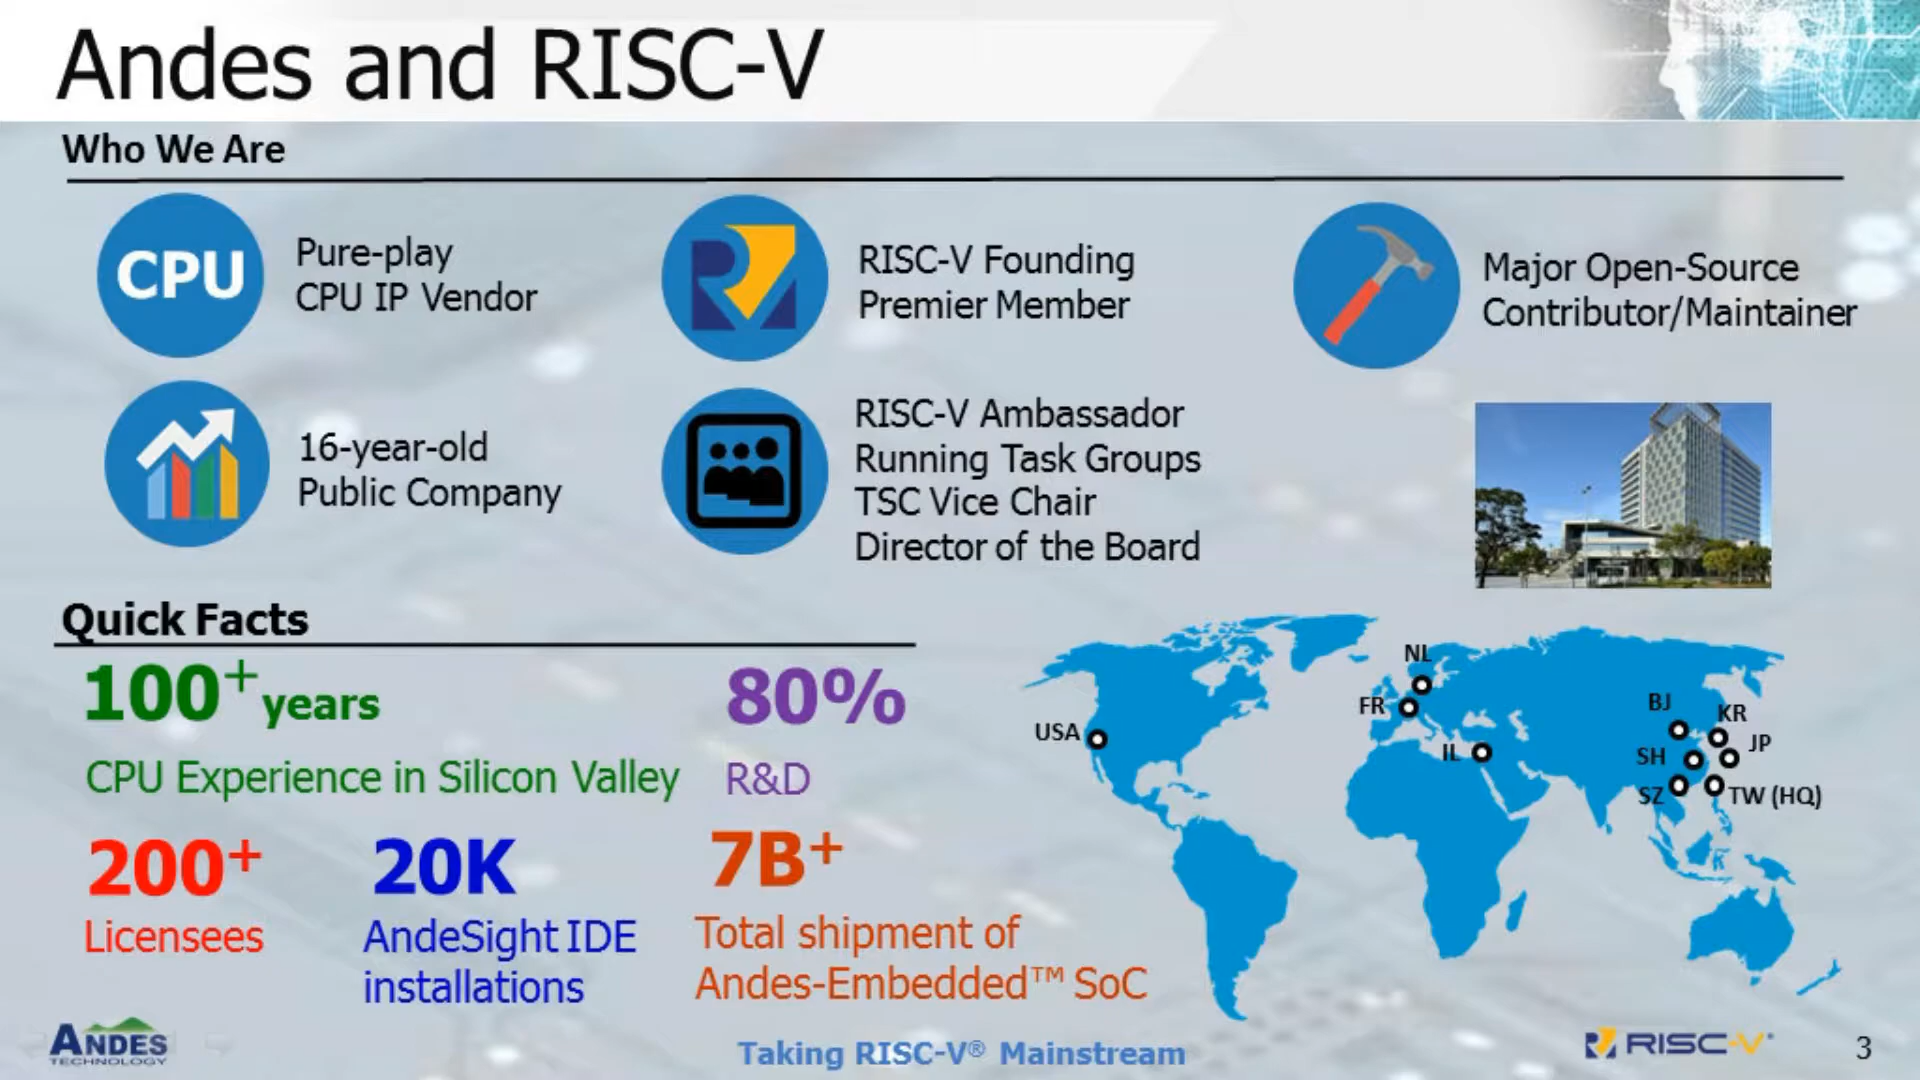 Andes and RISC-V
Who We Are
CPU
Pure-play
CPU IP Vendor
RISC-V Founding
Premier Member
Major Open-Source
Contributor/Maintainer
16-year-old
Public Company
RISC-V Ambassador
Running Task Groups
TSC Vice Chair
Director of the Board
Quick Facts
100+ years
CPU Experience in Silicon Valley
80%
R&D
200+
Licensees
20K
AndeSight IDE
installations
7B+
Total shipment of
Andes-Embedded™ SoC
NL
FR
USA
IL
BJ
KR
JP
SH
SZ
TW (HQ)
ANDES
TECHNOLOGY
Taking RISC-V® Mainstream
RISC-V
3